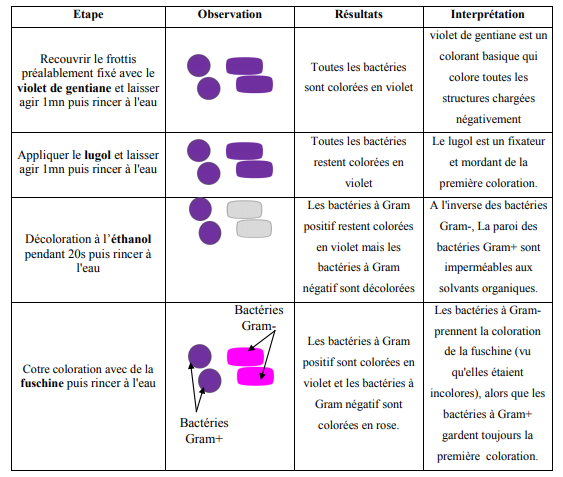 Etape
Observation
Résultats
Interprétation
Recouvrir le frottis
préalablement fixé avec le
violet de gentiane et laisser
agir 1mn puis rincer à l'eau
Toutes les bactéries
sont colorées en violet
violet de gentiane est un
colorant basique qui
colore toutes les
structures chargées
négativement
Appliquer le lugol et laisser
agir 1mn puis rincer à l'eau
Toutes les bactéries
restent colorées en
violet
Le lugol est un fixateur
et mordant de la
première coloration.
Décoloration à l'éthanol
pendant 20s puis rincer à
l'eau
Les bactéries à Gram
positif restent colorées
en violet mais les
bactéries à Gram
négatif sont décolorées
A l'inverse des bactéries
Gram-, La paroi des
bactéries Gram+ sont
imperméables aux
solvants organiques.
Cotre coloration avec de la
fuschine puis rincer à l'eau
Bactéries
Gram-
Bactéries
Gram+
Les bactéries à Gram
positif sont colorées en
violet et les bactéries à
Gram négatif sont
colorées en rose.
Les bactéries à Gram-
prennent la coloration
de la fuschine (vu
qu'elles étaient
incolores), alors que les
bactéries à Gram+
gardent toujours la
première coloration.